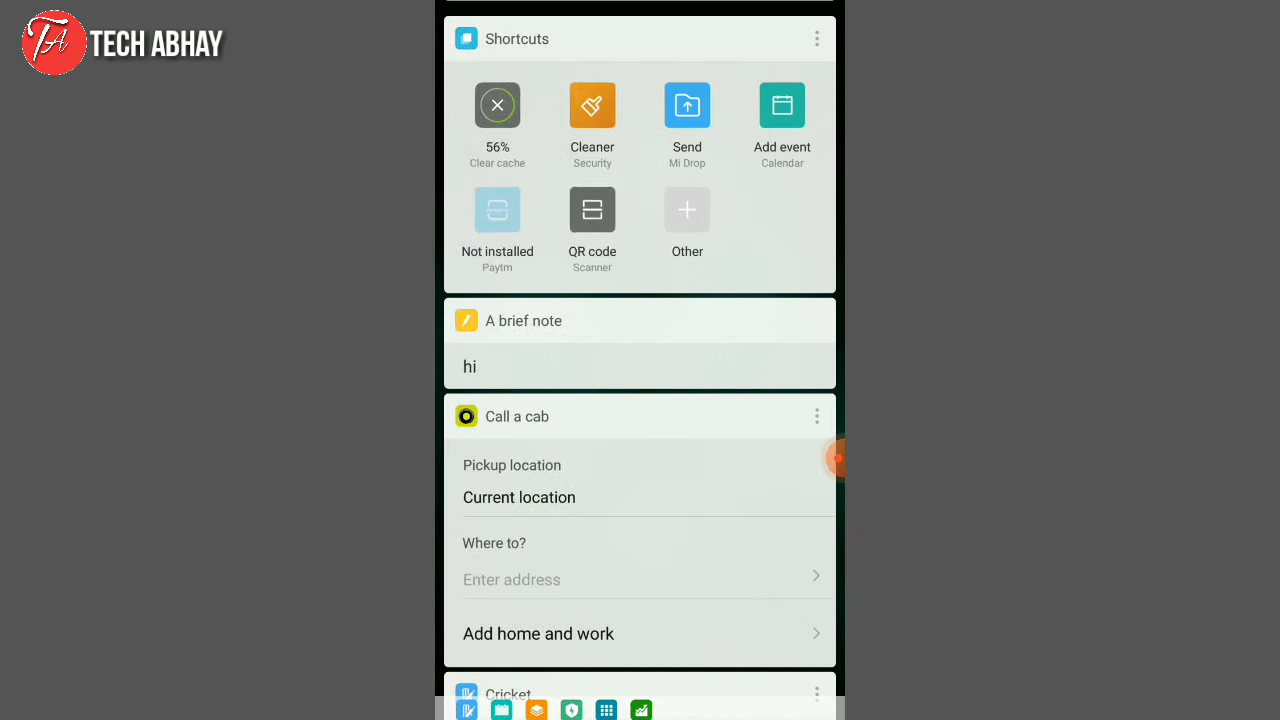 TA TECH ABHAY
Shortcuts
56% Cleaner Send Add event
Clear cache Security Mi Drop Calendar
Not installed QR code Other
Paytm Scanner
A brief note
hi
Call a cab
Pickup location
Current location
Where to?
Enter address
Add home and work
Cricket